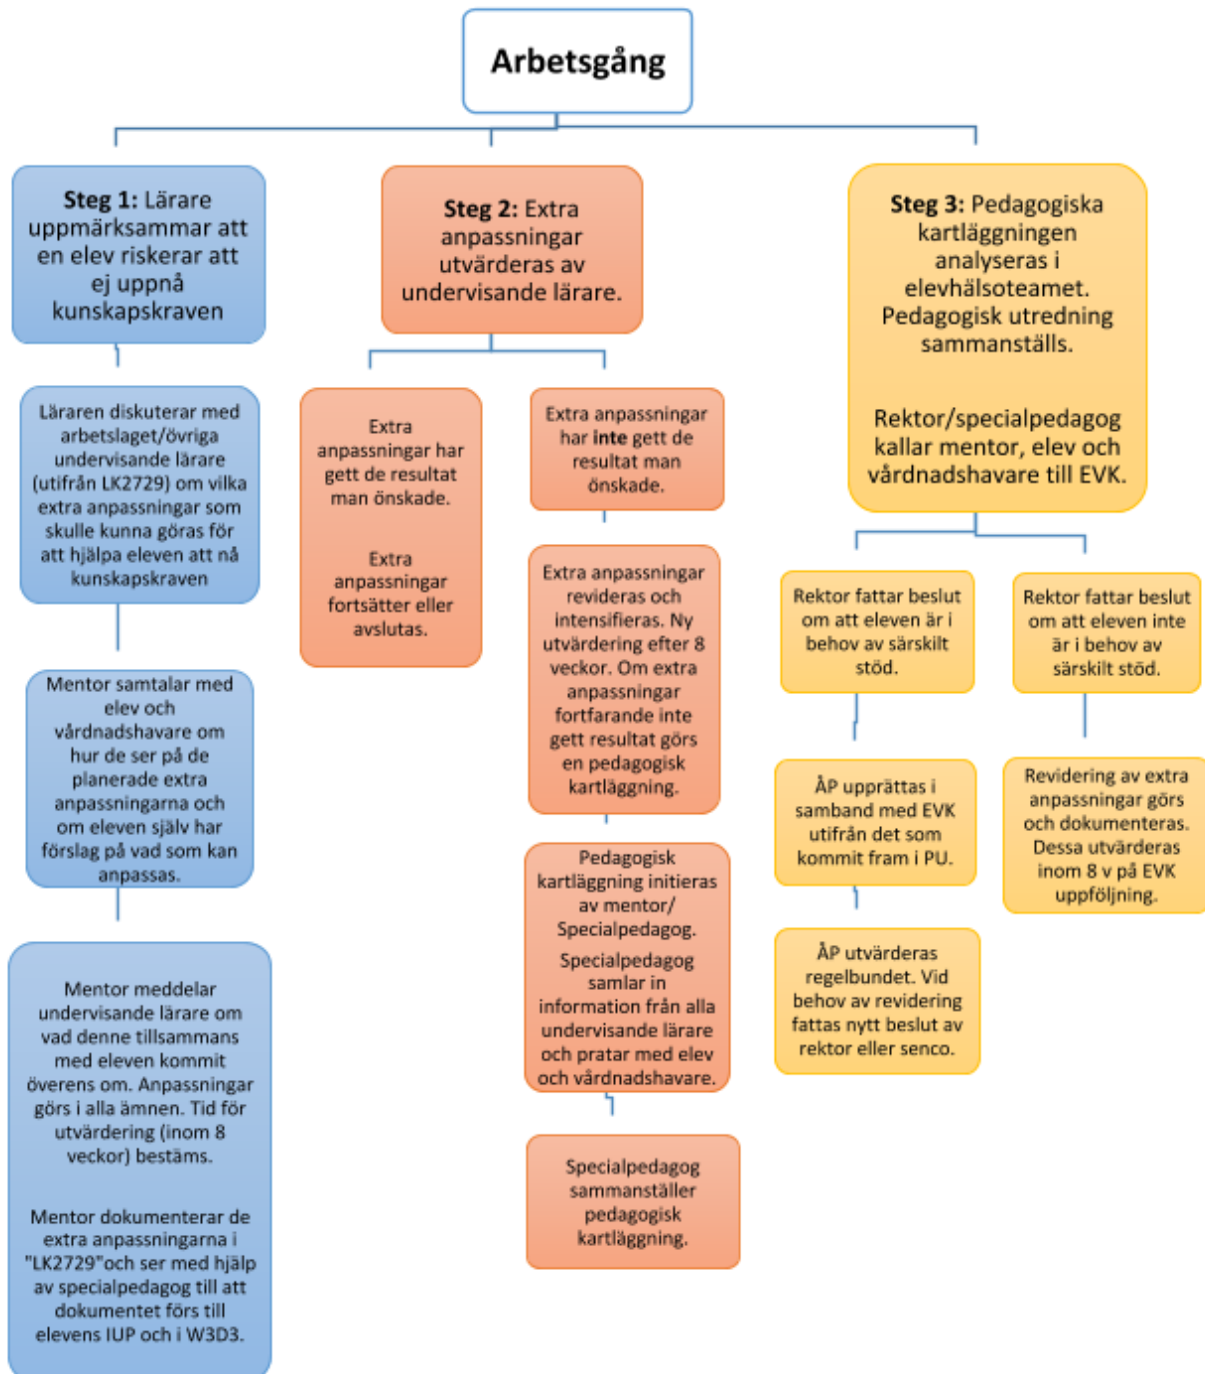 Arbetsgång
Steg 1: Lärare
uppmärksammar att
en elev riskerar att
ej uppnå
kunskapskraven
Läraren diskuterar med
arbetslaget/övriga
undervisande lärare
(utifrån LK2729) om vilka
extra anpassningar som
skulle kunna göras för
att hjälpa eleven att nå
kunskapskraven
Mentor samtalar med
elev och
vårdnadshavare om
hur de ser på de
planerade extra
anpassningarna och
om eleven själv har
förslag på vad som kan
anpassas.
Mentor meddelar
undervisande lärare om
vad denne tillsammans
med eleven kommit
överens om. Anpassningar
görs i alla ämnen. Tid för
utvärdering (inom 8
veckor) bestäms.
Mentor dokumenterar de
extra anpassningarna i
"LK2729"och ser med hjälp
av specialpedagog till att
dokumentet förs till
elevens IUP och i W3D3.
Steg 2: Extra
anpassningar
utvärderas av
undervisande lärare.
Extra
anpassningar har
gett de resultat
man önskade.
Extra
anpassningar
fortsätter eller
avslutas.
Extra anpassningar
har inte gett de
resultat man
önskade.
Extra anpassningar
revideras och
intensifieras. Ny
utvärdering efter 8
veckor. Om extra
anpassningar
fortfarande inte
gett resultat görs
en pedagogisk
kartläggning.
Pedagogisk
kartläggning initieras
av mentor/
Specialpedagog.
Specialpedagog
samlar in
information från alla
undervisande lärare
och pratar med elev
och vårdnadshavare.
Specialpedagog
sammanställer
pedagogisk
kartläggning.
Steg 3: Pedagogiska
kartläggningen
analyseras i
elevhälsoteamet.
Pedagogisk utredning
sammanställs.
Rektor/specialpedagog
kallar mentor, elev och
vårdnadshavare till EVK.
Rektor fattar beslut
om att eleven är i
behov av särskilt
stöd.
ÅP upprättas i
samband med EVK
utifrån det som
kommit fram i PU.
ÅP utvärderas
regelbundet. Vid
behov av revidering
fattas nytt beslut av
rektor eller senco.
Rektor fattar beslut
om att eleven inte
är i behov av
särskilt stöd.
Revidering av extra
anpassningar görs
och dokumenteras.
Dessa utvärderas
inom 8 v på EVK
uppföljning.